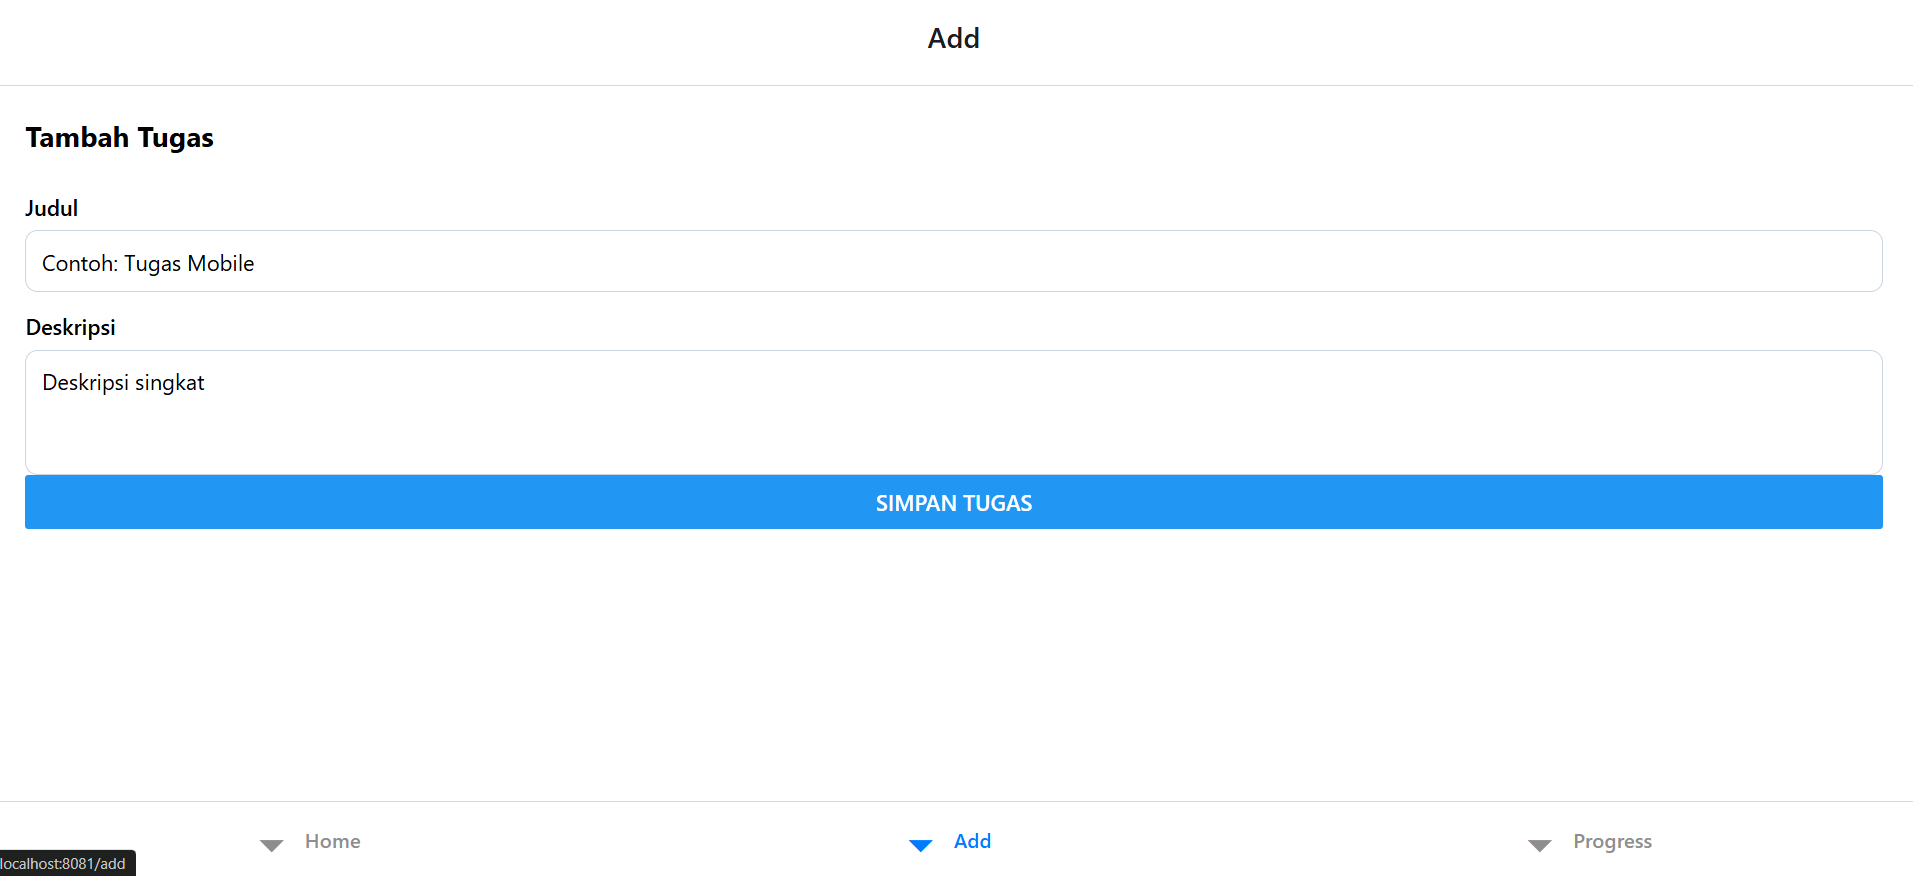 Add
Tambah Tugas
Judul
Contoh: Tugas Mobile
Deskripsi
Deskripsi singkat
SIMPAN TUGAS
Home
Add
Progress
localhost:8081/add